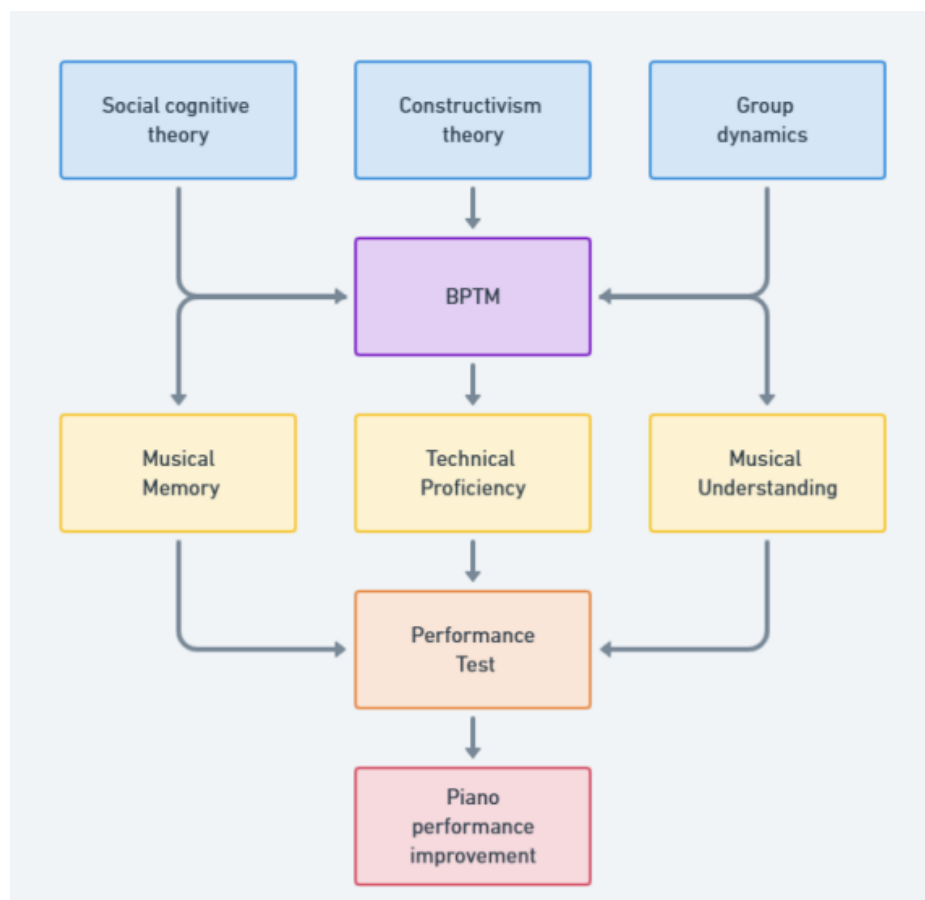 Social cognitive
theory
Constructivism
theory
Group
dynamics
BPTM
Musical
Memory
Technical
Proficiency
Musical
Understanding
Performance
Test
Piano
performance
improvement